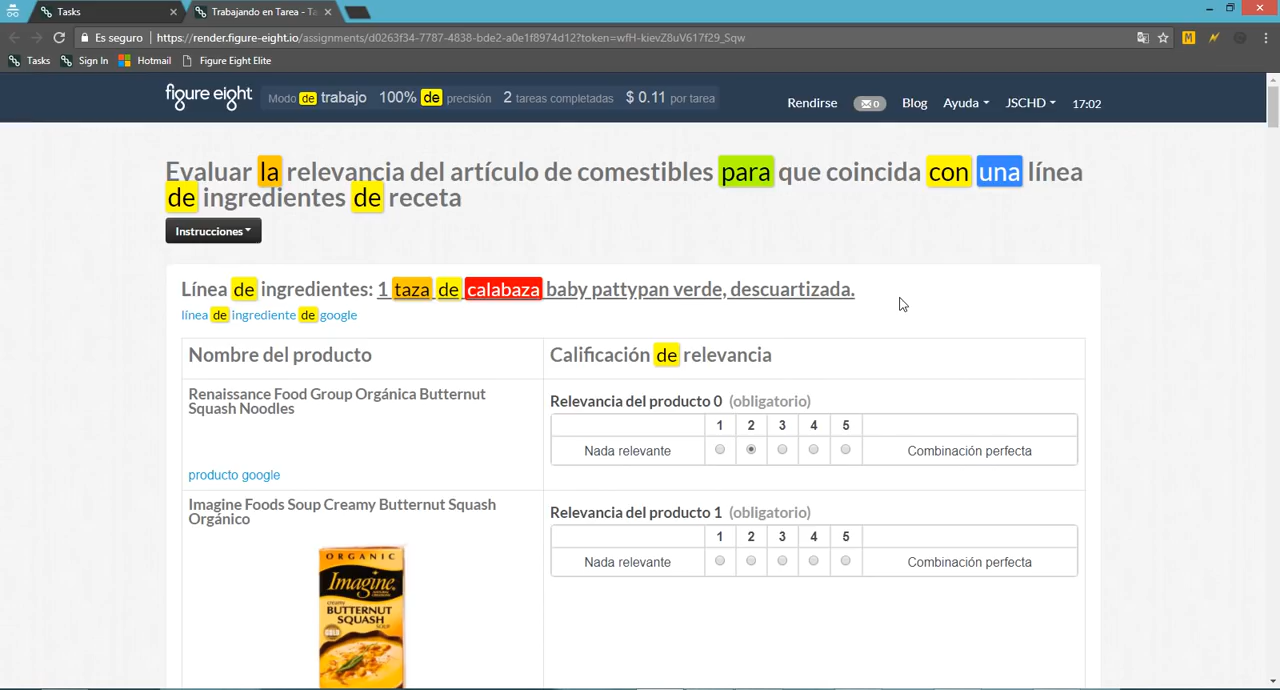 Tasks
Trabajando en Tarea - Ta
Es seguro | https://render.figure-eight.io/assignments/d0263f34-7787-4838-bde2-a0e1f8974d12?token=wfH-kievZ8uV617f29_Sqw
Tasks Sign In Hotmail Figure Eight Elite
figure eight Modo de trabajo 100% de precisión 2 tareas completadas $ 0.11 por tarea Rendirse 0 Blog Ayuda JSCHD 17:02
Evaluar la relevancia del artículo de comestibles para que coincida con una línea
de ingredientes de receta
Instrucciones
Línea de ingredientes: 1 taza de calabaza baby pattypan verde, descuartizada.
línea de ingrediente de google
Nombre del producto Calificación de relevancia
Renaissance Food Group Orgánica Butternut
Squash Noodles
producto google
Relevancia del producto 0 (obligatorio)
1 2 3 4 5
Nada relevante Combinación perfecta
Imagine Foods Soup Creamy Butternut Squash
Orgánico
ORGANIC
Imagine
creamy
BUTTERNUT
SQUASH
SOUP
Relevancia del producto 1 (obligatorio)
1 2 3 4 5
Nada relevante Combinación perfecta